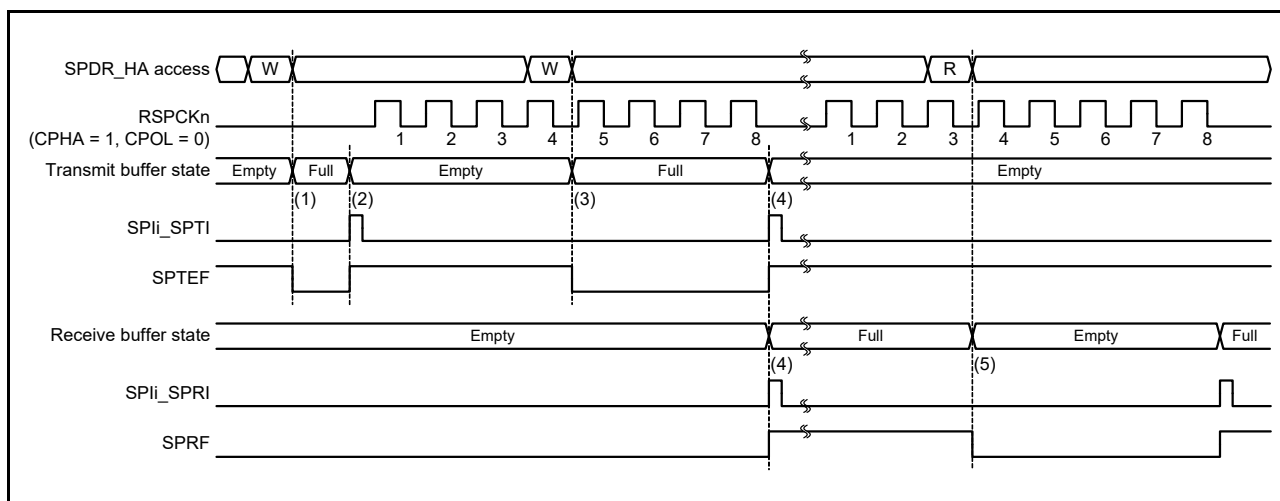 SPDR_HA access W W R
RSPCKn
(CPHA = 1, CPOL = 0)
1 2 3 4 5 6 7 8 1 2 3 4 5 6 7 8
Transmit buffer state Empty Full Empty Full Empty
(1) (2) (3) (4)
SPIi_SPTI
SPTEF
Receive buffer state Empty Full Empty Full
(4) (5)
SPIi_SPRI
SPRF